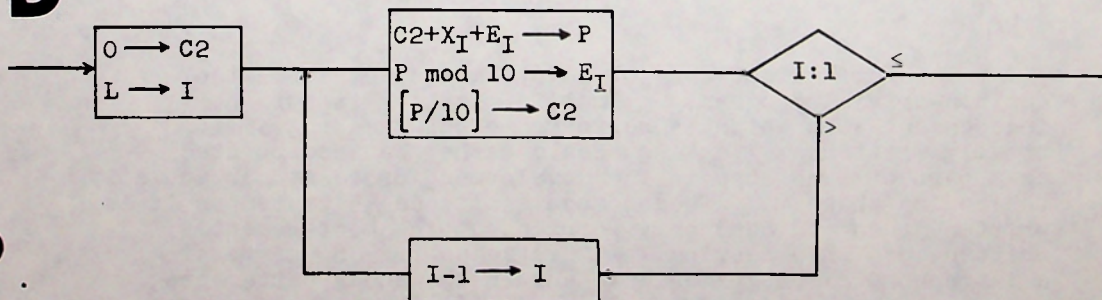 D
0 → C2
L → I
C2+X_I+E_I → P
P mod 10 → E_I
[P/10] → C2
I:1
≤
>
I-1 → I